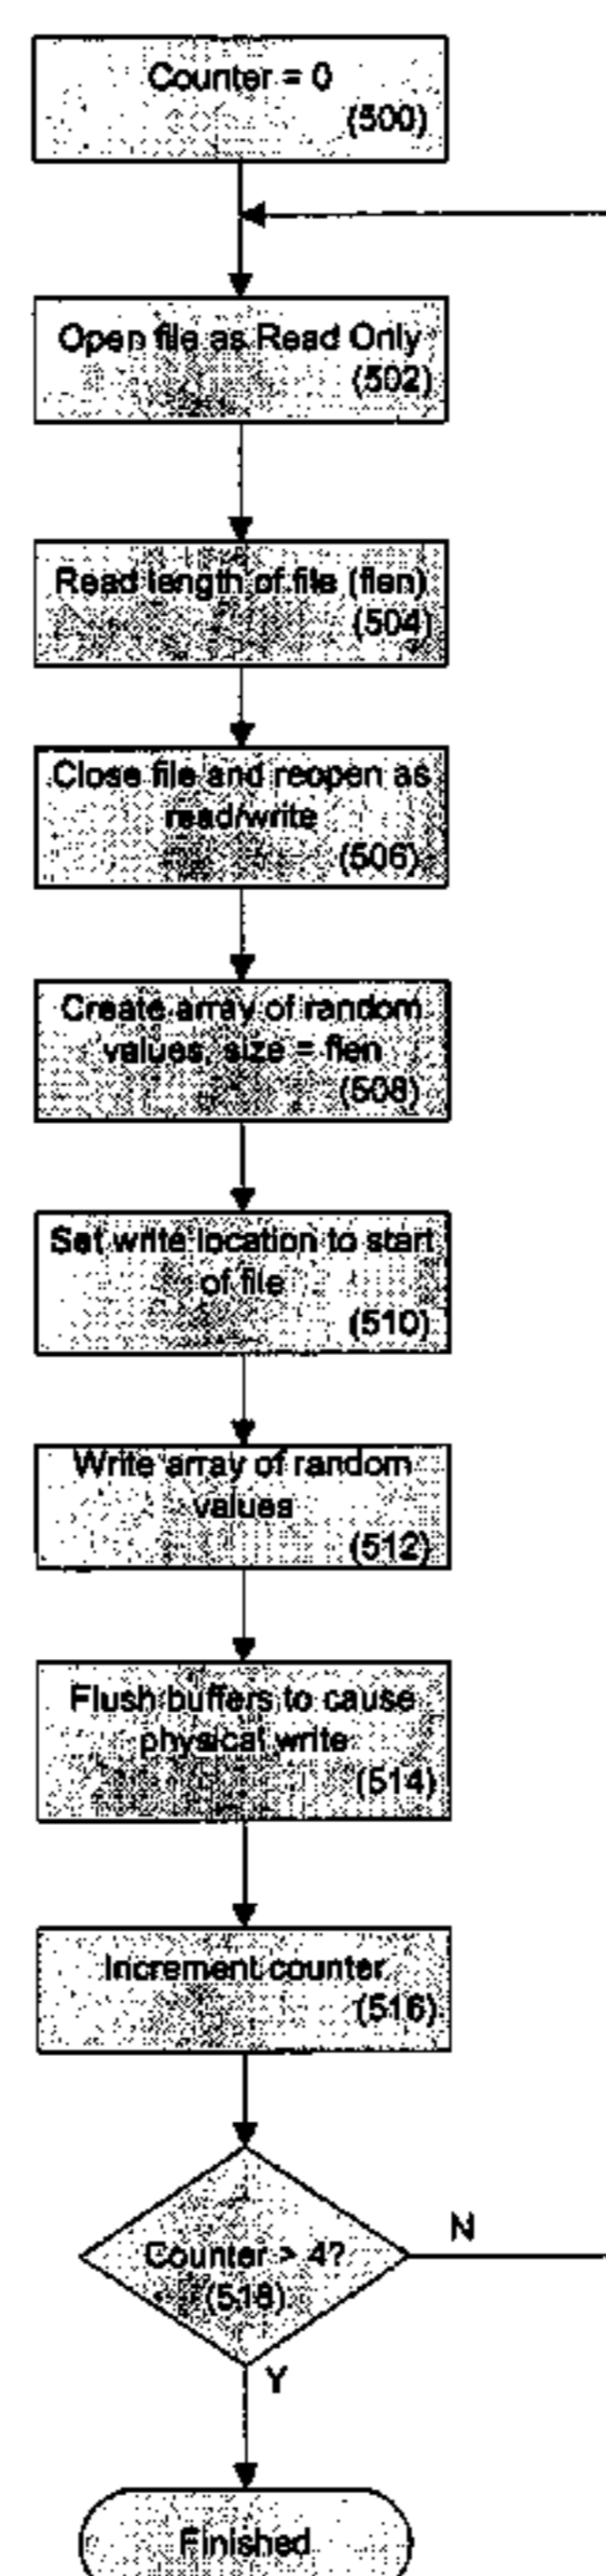 Counter = 0
(500)
Open file as Read Only
(502)
Read length of file (flen)
(504)
Close file and reopen as
read/write
(506)
Create array of random
values, size = flen
(508)
Set write location to start
of file
(510)
Write array of random
values
(512)
Flush buffers to cause
physical write
(514)
Increment counter
(516)
Counter > 4?
(518)
N
Y
Finished